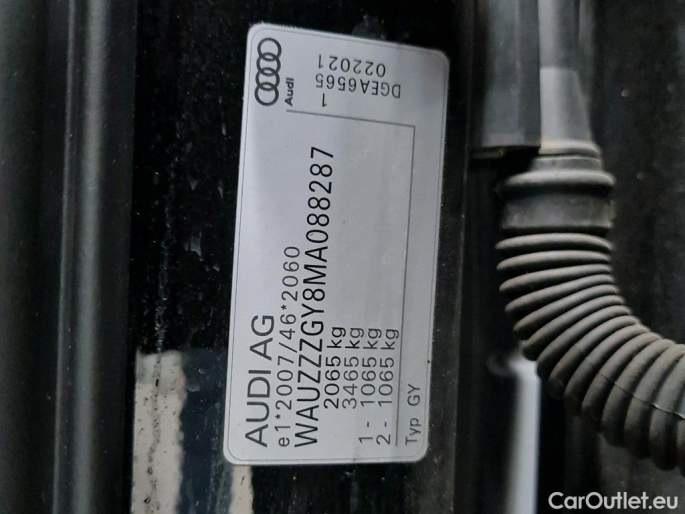 AUDI AG
e1*2007/46*2060
WAUZZZGY8MA088287
2065 kg
3465 kg
1 - 1065 kg
2 - 1065 kg
Typ GY
Audi
1
DGEA6565
022021
CarOutlet.eu